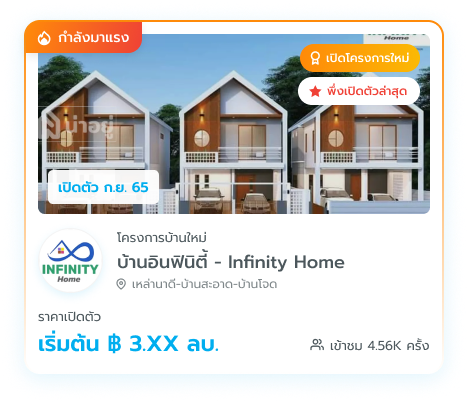 กำลังมาแรง
INFINITY
Home
เปิดโครงการใหม่
พึ่งเปิดตัวล่าสุด
น่าอยู่
เปิดตัว ก.ย. 65
โครงการบ้านใหม่
บ้านอินฟินิตี้ - Infinity Home
INFINITY
Home
เหล่านาดี-บ้านสะอาด-บ้านโจด
ราคาเปิดตัว
เริ่มต้น ฿ 3.XX ลบ.
เข้าชม 4.56K ครั้ง